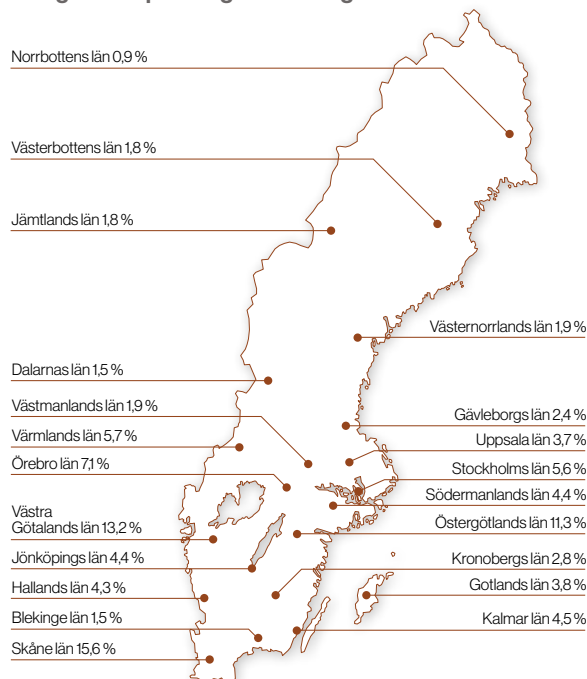 Norrbottens län 0,9 %
Västerbottens län 1,8 %
Jämtlands län 1,8 %
Västernorrlands län 1,9 %
Dalarnas län 1,5 %
Västmanlands län 1,9 %
Gävleborgs län 2,4 %
Värmlands län 5,7 %
Uppsala län 3,7 %
Örebro län 7,1 %
Stockholms län 5,6 %
Södermanlands län 4,4 %
Västra
Götalands län 13,2 %
Östergötlands län 11,3 %
Jönköpings län 4,4 %
Kronobergs län 2,8 %
Hallands län 4,3 %
Gotlands län 3,8 %
Blekinge län 1,5 %
Kalmar län 4,5 %
Skåne län 15,6 %